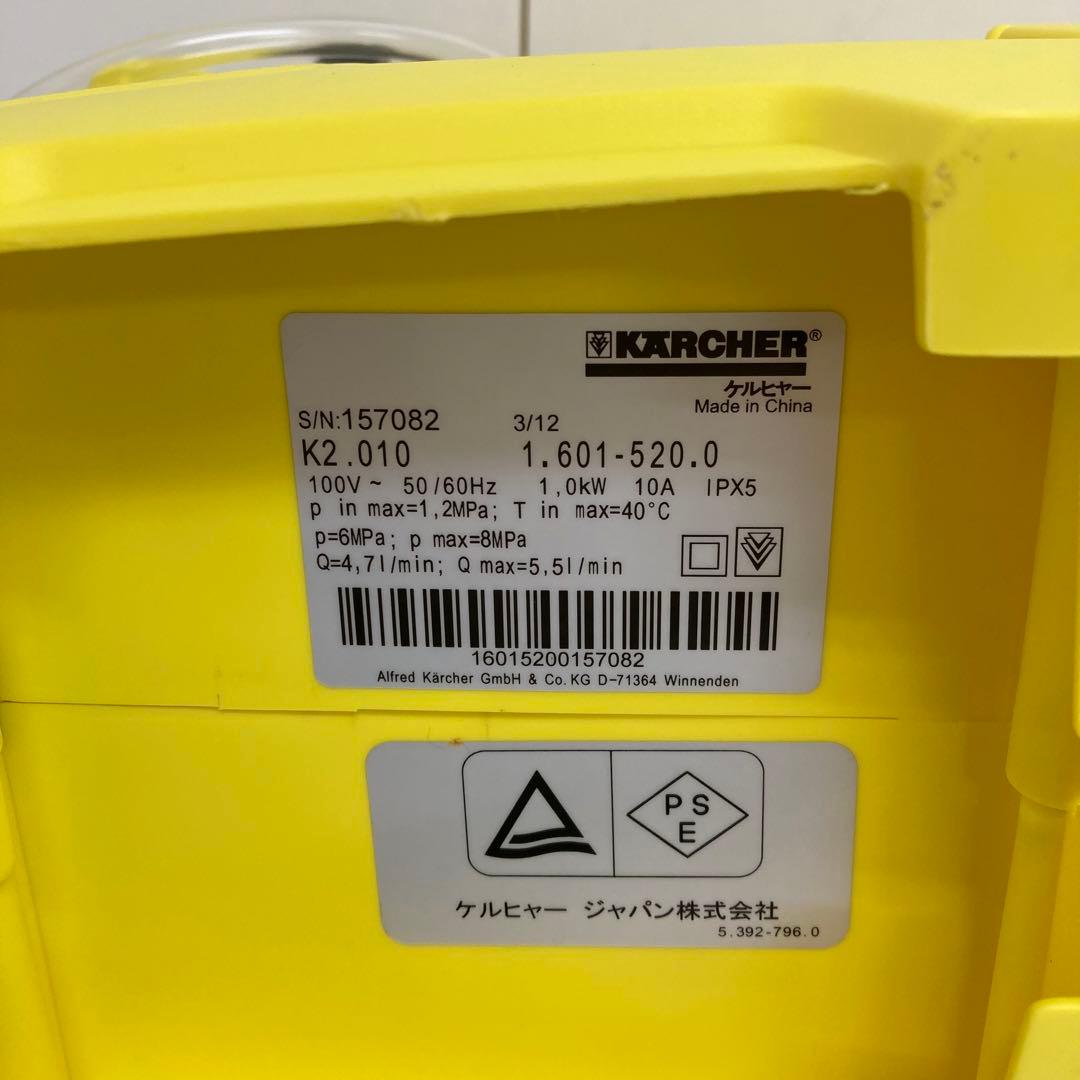 KÄRCHER®
ケルヒャー
Made in China
S/N:157082 3/12
K2.010 1.601-520.0
100V ~ 50/60Hz 1,0kW 10A IPX5
p in max=1,2MPa; T in max=40°C
p=6MPa; p max=8MPa
Q=4,7l/min; Q max=5,5l/min
16015200157082
Alfred Kärcher GmbH & Co. KG D-71364 Winnenden
PS
E
ケルヒャー ジャパン株式会社
5.392-796.0